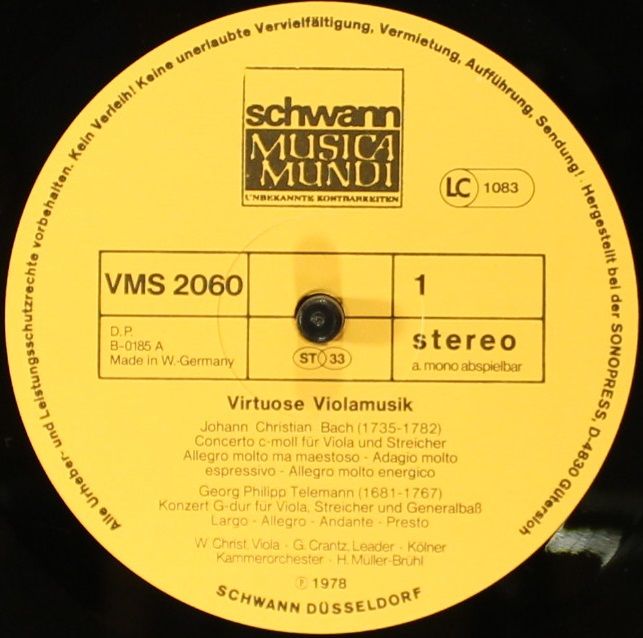 Alle Urheber- und Leistungsschutzrechte vorbehalten. Kein Verleih! Keine unerlaubte Vervielfältigung, Vermietung, Aufführung, Sendung! · Hergestellt bei der SONOPRESS, D-4830 Gütersloh
schwann
MUSICA
MUNDI
UNBEKANNTE KOSTBARKEITEN
LC 1083
VMS 2060
1
D.P.
B-0185 A
Made in W.-Germany
ST 33
stereo
a. mono abspielbar
Virtuose Violamusik
Johann Christian Bach (1735-1782)
Concerto c-moll für Viola und Streicher
Allegro molto ma maestoso - Adagio molto
espressivo - Allegro molto energico
Georg Philipp Telemann (1681-1767)
Konzert G-dur für Viola, Streicher und Generalbaß
Largo - Allegro - Andante - Presto
W. Christ, Viola · G. Crantz, Leader · Kölner
Kammerorchester · H. Müller-Brühl
℗ 1978
SCHWANN DÜSSELDORF